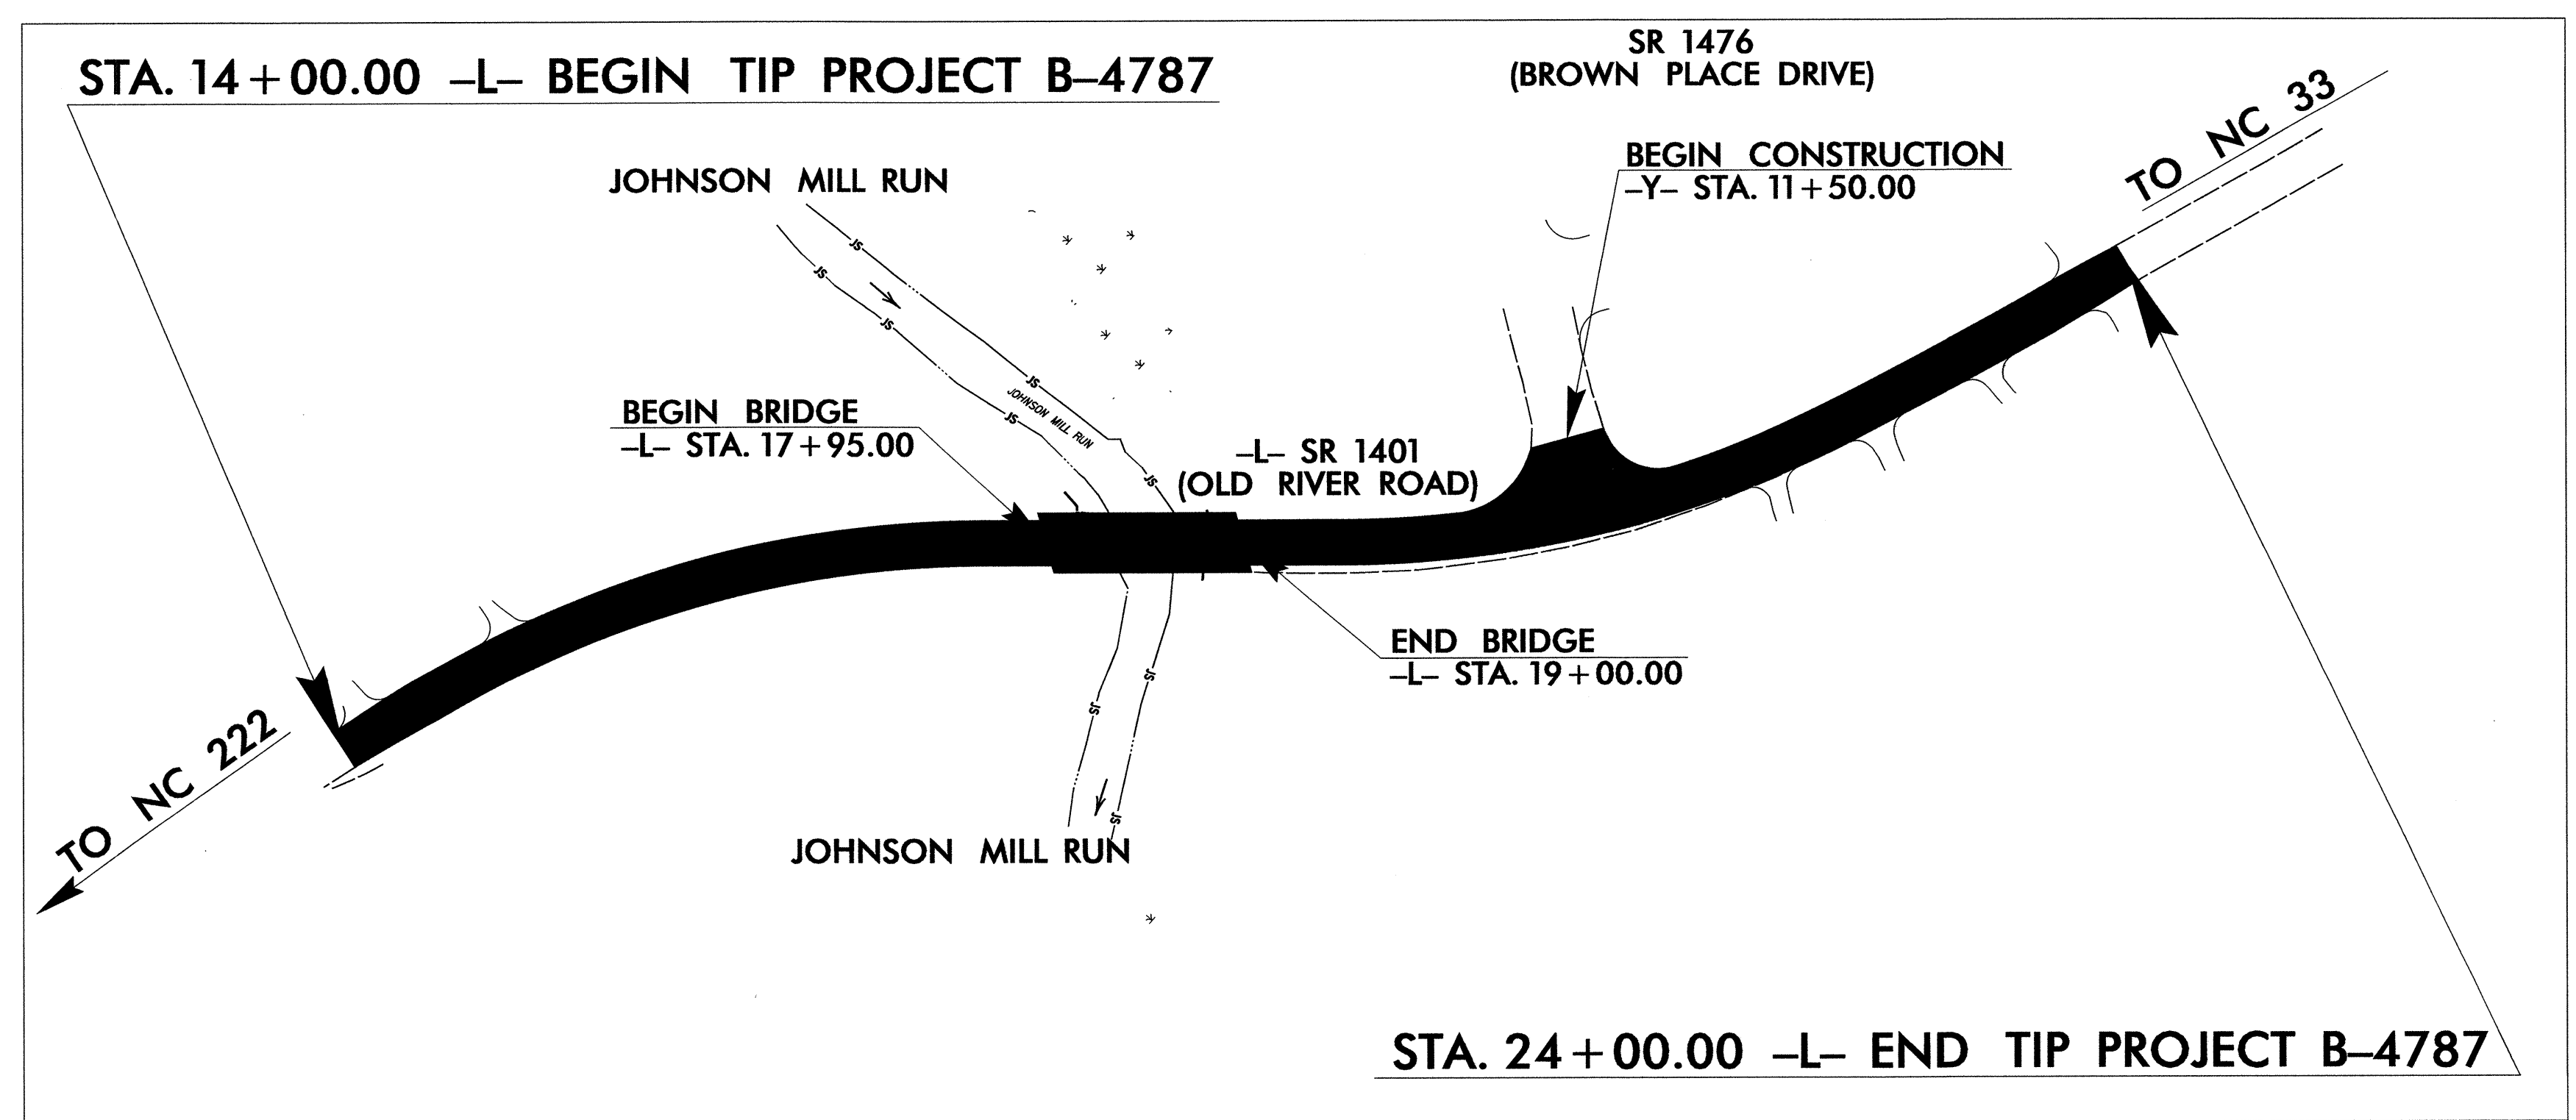 STA. 14+00.00 –L– BEGIN TIP PROJECT B–4787
SR 1476
(BROWN PLACE DRIVE)
TO NC 33
BEGIN CONSTRUCTION
–Y– STA. 11+50.00
JOHNSON MILL RUN
JS
JS
JS
JS
JOHNSON MILL RUN
JS
BEGIN BRIDGE
–L– STA. 17+95.00
–L– SR 1401
(OLD RIVER ROAD)
JS
END BRIDGE
–L– STA. 19+00.00
JS
JS
TO NC 222
JS
JOHNSON MILL RUN
STA. 24+00.00 –L– END TIP PROJECT B–4787